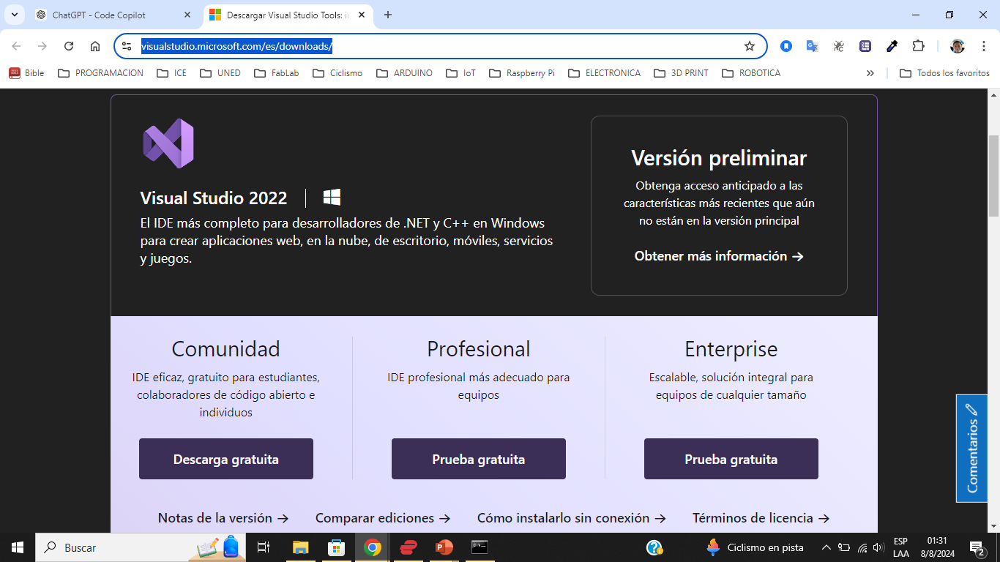 ChatGPT - Code Copilot
Descargar Visual Studio Tools: in
visualstudio.microsoft.com/es/downloads/
Bible
PROGRAMACION
ICE
UNED
FabLab
Ciclismo
ARDUINO
IoT
Raspberry Pi
ELECTRONICA
3D PRINT
ROBOTICA
Todos los favoritos
Visual Studio 2022
El IDE más completo para desarrolladores de .NET y C++ en Windows
para crear aplicaciones web, en la nube, de escritorio, móviles, servicios
y juegos.
Versión preliminar
Obtenga acceso anticipado a las
características más recientes que aún
no están en la versión principal
Obtener más información →
Comunidad
IDE eficaz, gratuito para estudiantes,
colaboradores de código abierto e
individuos
Descarga gratuita
Profesional
IDE profesional más adecuado para
equipos
Prueba gratuita
Enterprise
Escalable, solución integral para
equipos de cualquier tamaño
Prueba gratuita
Notas de la versión →
Comparar ediciones →
Cómo instalarlo sin conexión →
Términos de licencia →
Comentarios
Buscar
Ciclismo en pista
ESP
LAA
01:31
8/8/2024
2